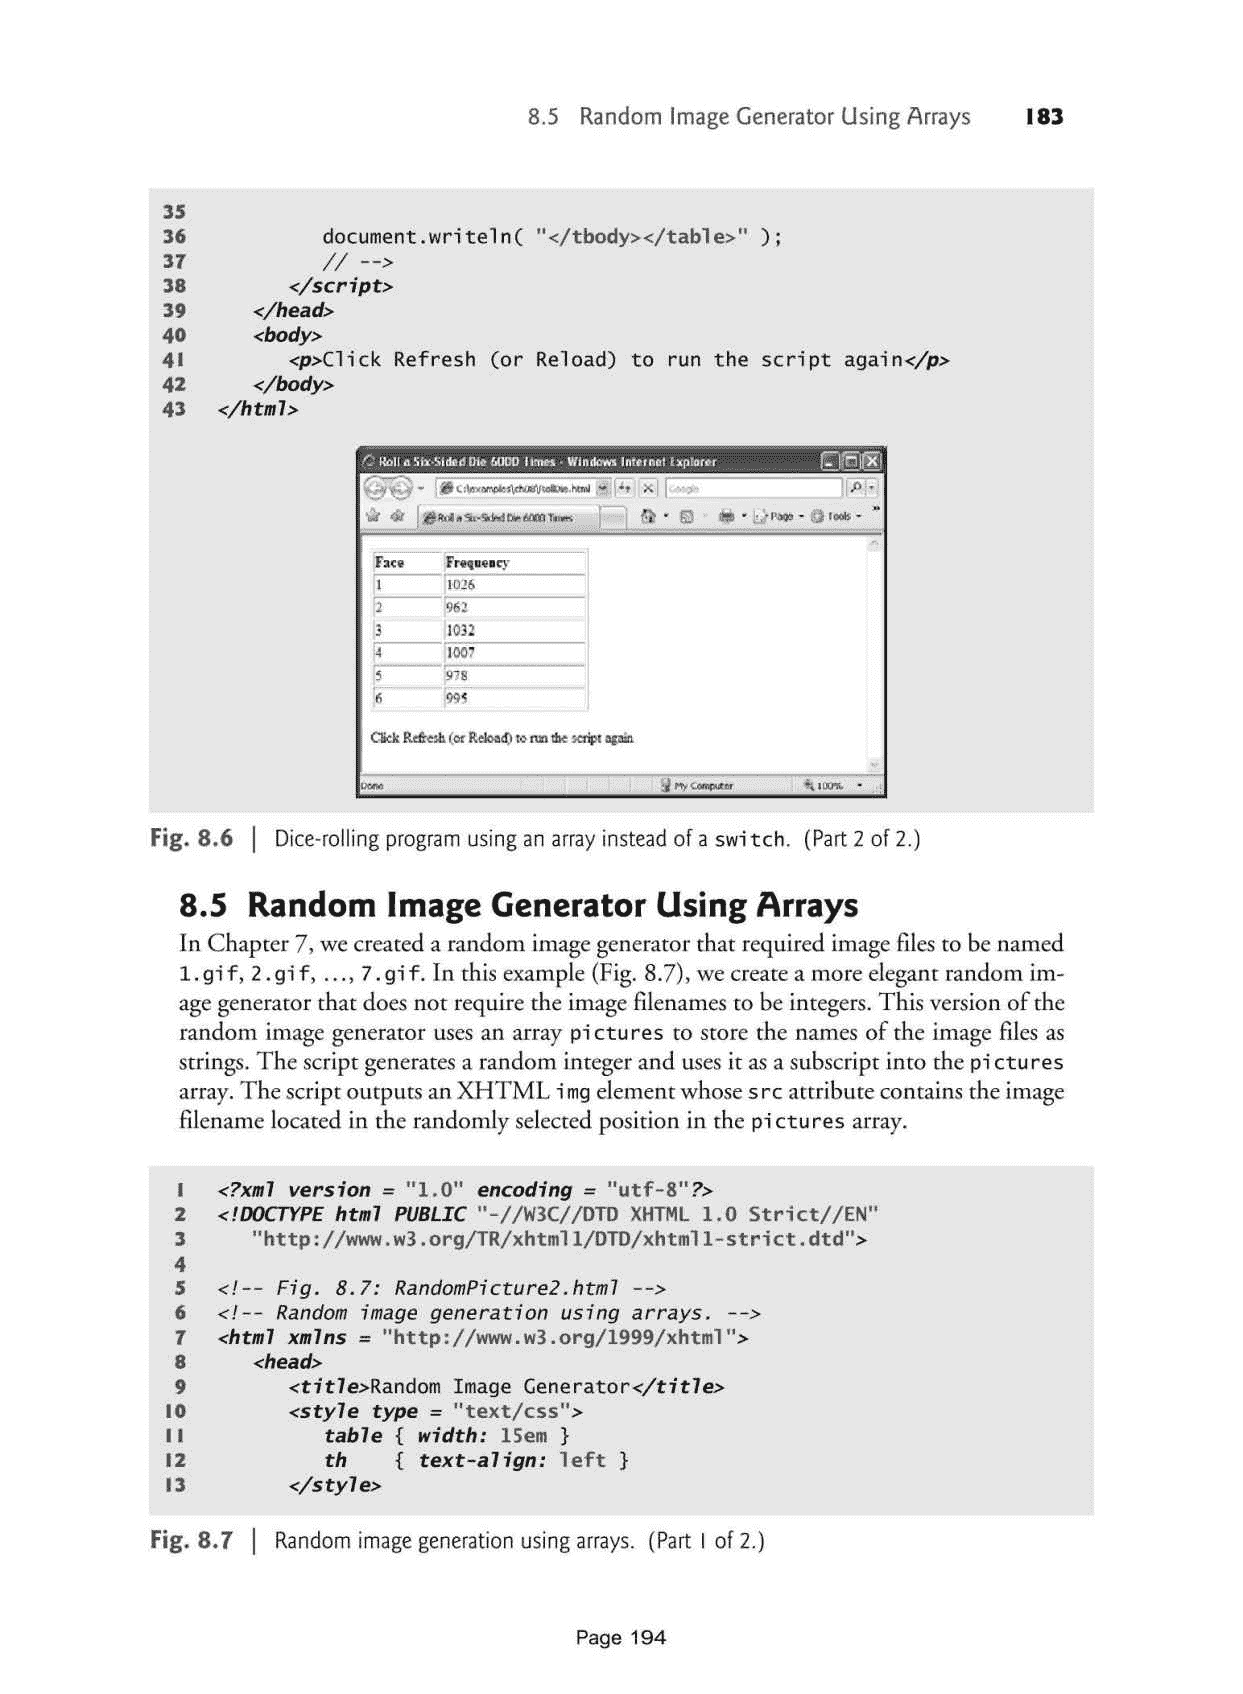 8.5 Random Image Generator Using Arrays 183
35
36 document.writeln( "</tbody></table>" );
37 // -->
38 </script>
39 </head>
40 <body>
41 <p>Click Refresh (or Reload) to run the script again</p>
42 </body>
43 </html>
Roll a Six-Sided Die 6000 Times - Windows Internet Explorer
C:\examples\ch08\RollDie.html Google
Roll a Six-Sided Die 6000 Times Page Tools
Face Frequency
1 1026
2 962
3 1032
4 1007
5 978
6 995
Click Refresh (or Reload) to run the script again
Done My Computer 100%
Fig. 8.6 | Dice-rolling program using an array instead of a switch. (Part 2 of 2.)
8.5 Random Image Generator Using Arrays
In Chapter 7, we created a random image generator that required image files to be named
1.gif, 2.gif, ..., 7.gif. In this example (Fig. 8.7), we create a more elegant random im-
age generator that does not require the image filenames to be integers. This version of the
random image generator uses an array pictures to store the names of the image files as
strings. The script generates a random integer and uses it as a subscript into the pictures
array. The script outputs an XHTML img element whose src attribute contains the image
filename located in the randomly selected position in the pictures array.
1 <?xml version = "1.0" encoding = "utf-8"?>
2 <!DOCTYPE html PUBLIC "-//W3C//DTD XHTML 1.0 Strict//EN"
3 "http://www.w3.org/TR/xhtml1/DTD/xhtml1-strict.dtd">
4
5 <!-- Fig. 8.7: RandomPicture2.html -->
6 <!-- Random image generation using arrays. -->
7 <html xmlns = "http://www.w3.org/1999/xhtml">
8 <head>
9 <title>Random Image Generator</title>
10 <style type = "text/css">
11 table { width: 15em }
12 th { text-align: left }
13 </style>
Fig. 8.7 | Random image generation using arrays. (Part 1 of 2.)
Page 194